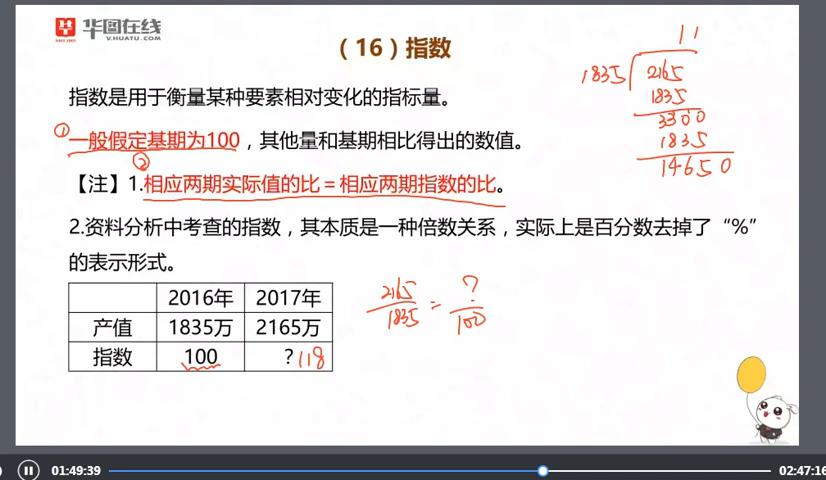 华图在线
V.HUATU.COM
（16）指数
11
1835 2165
1835
3300
1835
14650
指数是用于衡量某种要素相对变化的指标量。
①一般假定基期为100，其他量和基期相比得出的数值。
②
【注】1.相应两期实际值的比＝相应两期指数的比。
2.资料分析中考查的指数，其本质是一种倍数关系，实际上是百分数去掉了“%”
的表示形式。
2016年 2017年
产值 1835万 2165万
指数 100 ？118
2165/1835 = ?/100
01:49:39 02:47:16